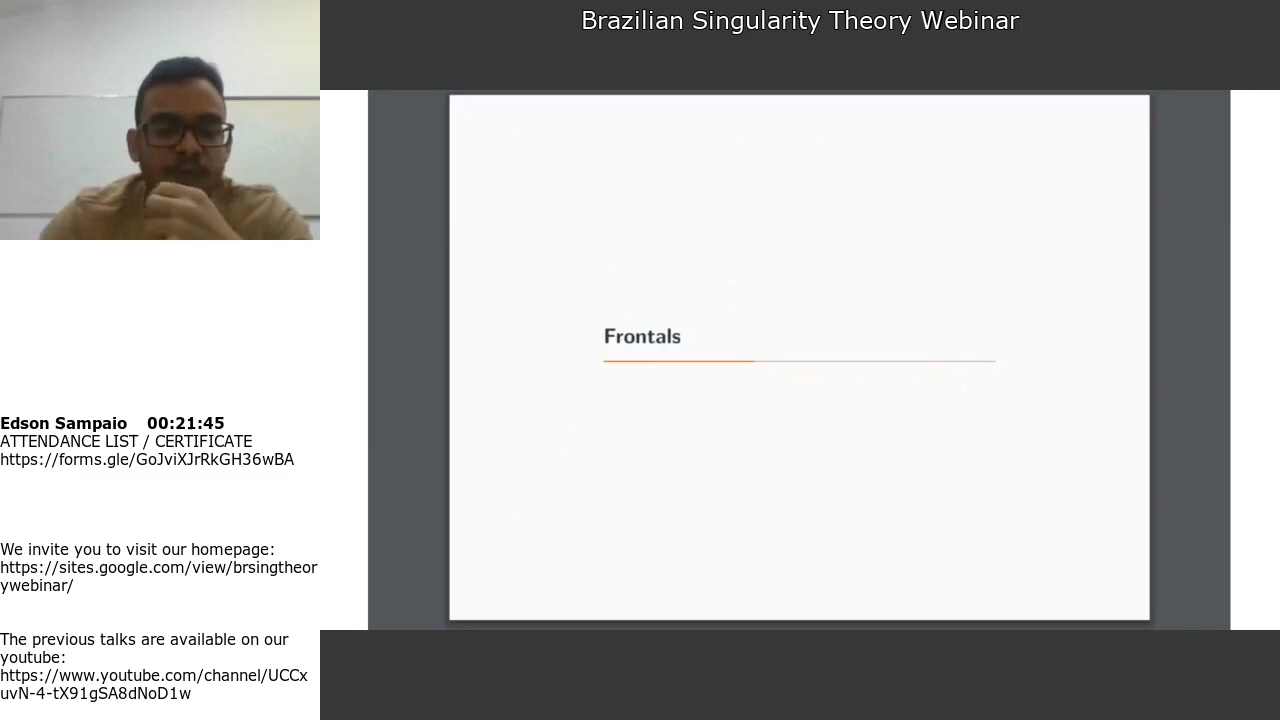 Brazilian Singularity Theory Webinar
Frontals
Edson Sampaio 00:21:45
ATTENDANCE LIST / CERTIFICATE
https://forms.gle/GoJviXJrRkGH36wBA
We invite you to visit our homepage:
https://sites.google.com/view/brsingtheor
ywebinar/
The previous talks are available on our
youtube:
https://www.youtube.com/channel/UCCx
uvN-4-tX91gSA8dNoD1w